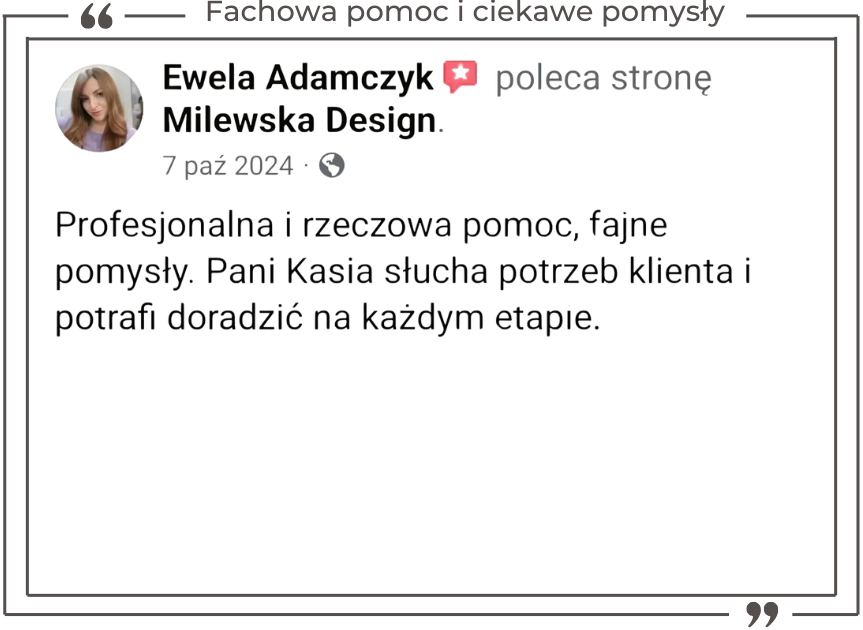 Fachowa pomoc i ciekawe pomysły
Ewela Adamczyk poleca stronę
Milewska Design.
7 paź 2024 ·
Profesjonalna i rzeczowa pomoc, fajne
pomysły. Pani Kasia słucha potrzeb klienta i
potrafi doradzić na każdym etapie.